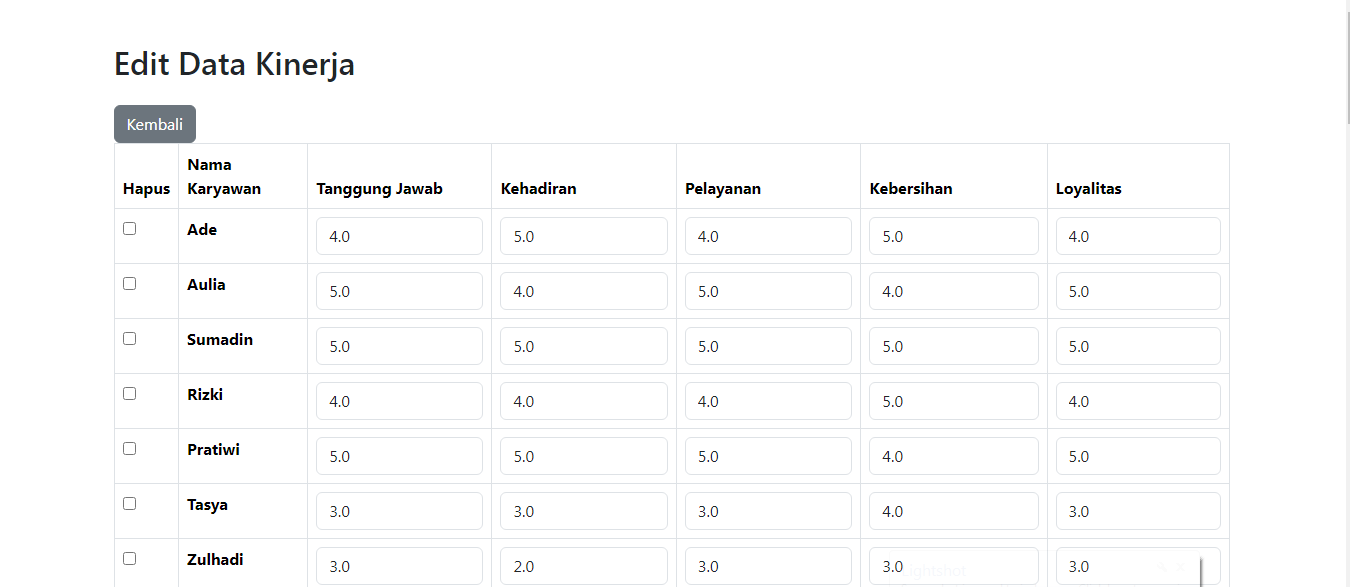 Edit Data Kinerja
Kembali
Hapus Nama Karyawan Tanggung Jawab Kehadiran Pelayanan Kebersihan Loyalitas
Ade 4.0 5.0 4.0 5.0 4.0
Aulia 5.0 4.0 5.0 4.0 5.0
Sumadin 5.0 5.0 5.0 5.0 5.0
Rizki 4.0 4.0 4.0 5.0 4.0
Pratiwi 5.0 5.0 5.0 4.0 5.0
Tasya 3.0 3.0 3.0 4.0 3.0
Zulhadi 3.0 2.0 3.0 3.0 3.0